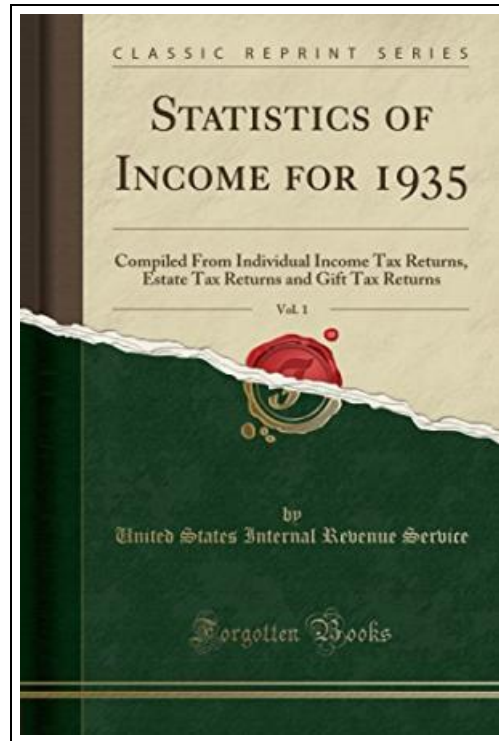 CLASSIC REPRINT SERIES
STATISTICS OF
INCOME FOR 1935
Compiled From Individual Income Tax Returns,
Estate Tax Returns and Gift Tax Returns
Vol. 1
by
United States Internal Revenue Service
Forgotten Books